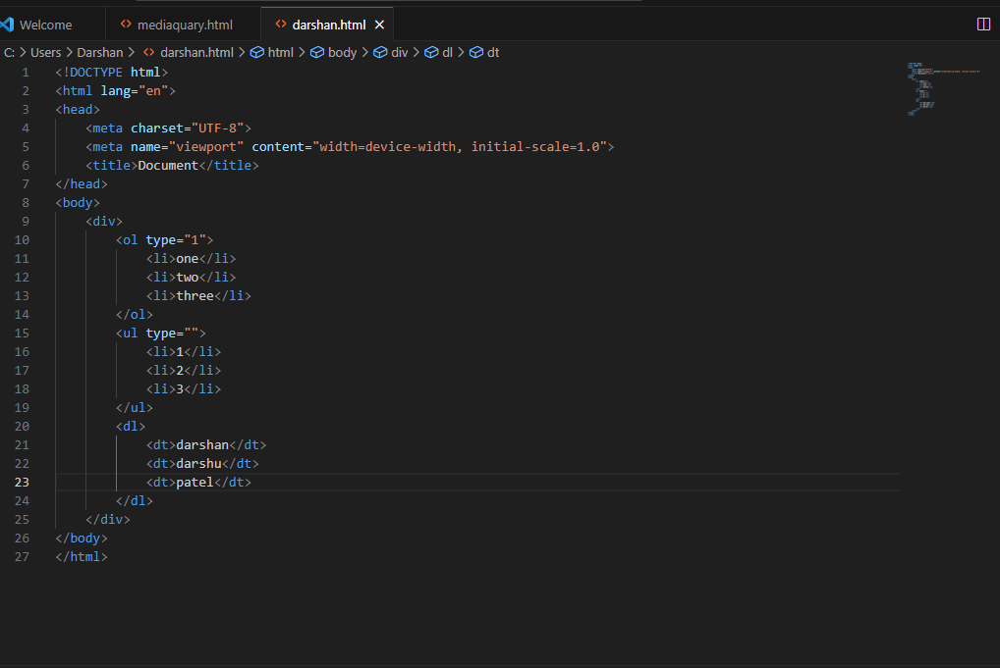 Welcome mediaquary.html darshan.html
C: > Users > Darshan > darshan.html > html > body > div > dl > dt
1 <!DOCTYPE html>
2 <html lang="en">
3 <head>
4 <meta charset="UTF-8">
5 <meta name="viewport" content="width=device-width, initial-scale=1.0">
6 <title>Document</title>
7 </head>
8 <body>
9 <div>
10 <ol type="1">
11 <li>one</li>
12 <li>two</li>
13 <li>three</li>
14 </ol>
15 <ul type="">
16 <li>1</li>
17 <li>2</li>
18 <li>3</li>
19 </ul>
20 <dl>
21 <dt>darshan</dt>
22 <dt>darshu</dt>
23 <dt>patel</dt>
24 </dl>
25 </div>
26 </body>
27 </html>